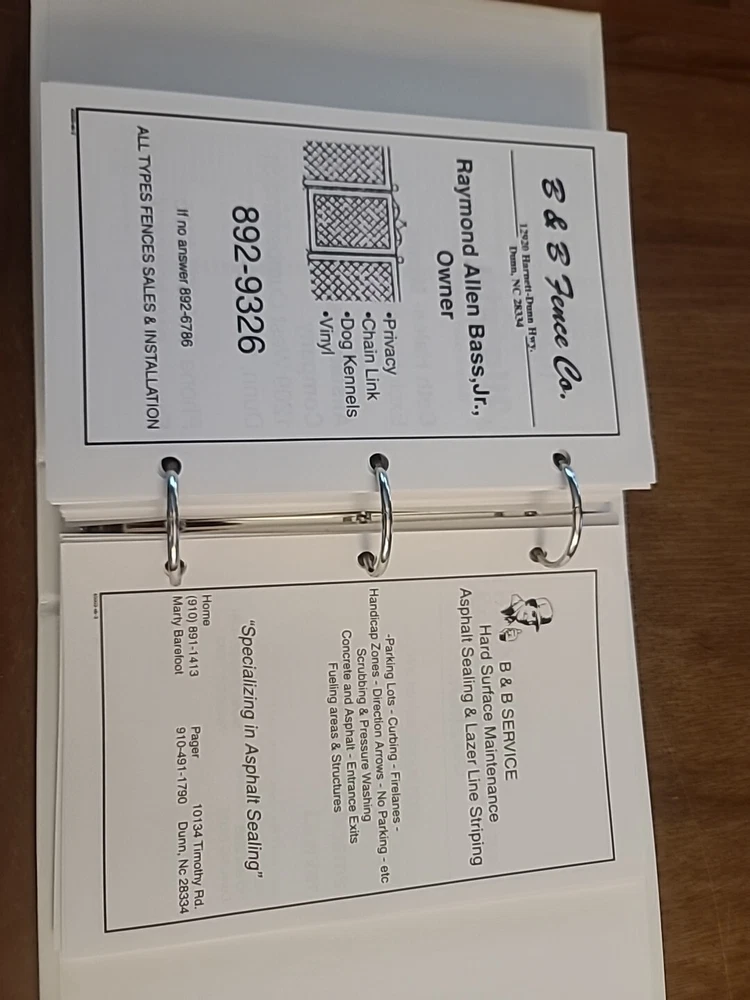 B & B Fence Co.
12920 Harnett-Dunn Hwy.
Dunn, NC 28334
Raymond Allen Bass, Jr.,
Owner
•Privacy
•Chain Link
•Dog Kennels
•Vinyl
892-9326
If no answer 892-6786
ALL TYPES FENCES SALES & INSTALLATION
B & B SERVICE
Hard Surface Maintenance
Asphalt Sealing & Lazer Line Striping
-Parking Lots - Curbing - Firelanes -
Handicap Zones - Direction Arrows - No Parking - etc
Scrubbing & Pressure Washing
Concrete and Asphalt - Entrance Exits
Fueling areas & Structures
"Specializing in Asphalt Sealing"
Home
(910) 891-1413
Marty Barefoot
Pager
910-491-1790
10134 Timothy Rd.
Dunn, Nc 28334